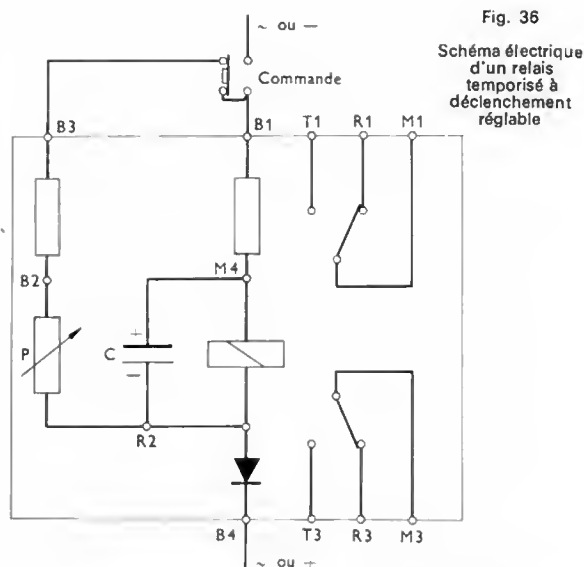 Fig. 36
Schéma électrique
d'un relais
temporisé à
déclenchement
réglable
~ ou —
Commande
B3
B1
T1
R1
M1
B2
M4
P
+
C
—
R2
B4
T3
R3
M3
~ ou +